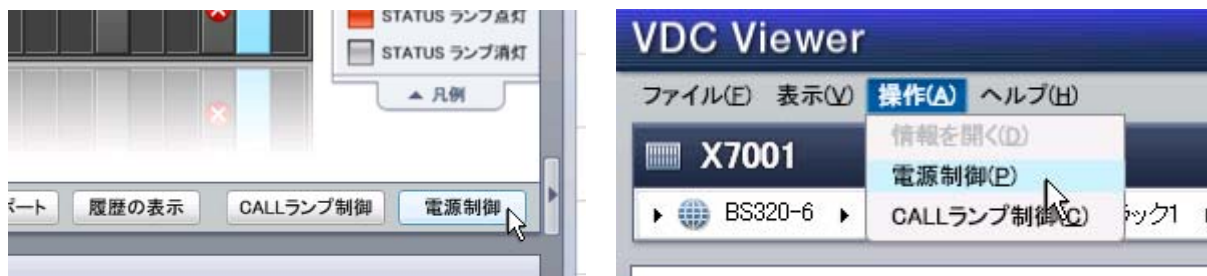 STATUS ランプ点灯
STATUS ランプ消灯
▲ 凡例
ポート
履歴の表示
CALLランプ制御
電源制御
VDC Viewer
ファイル(F) 表示(V) 操作(A) ヘルプ(H)
情報を開く(D)
X7001
電源制御(P)
BS320-6
CALLランプ制御(C)
ラック1